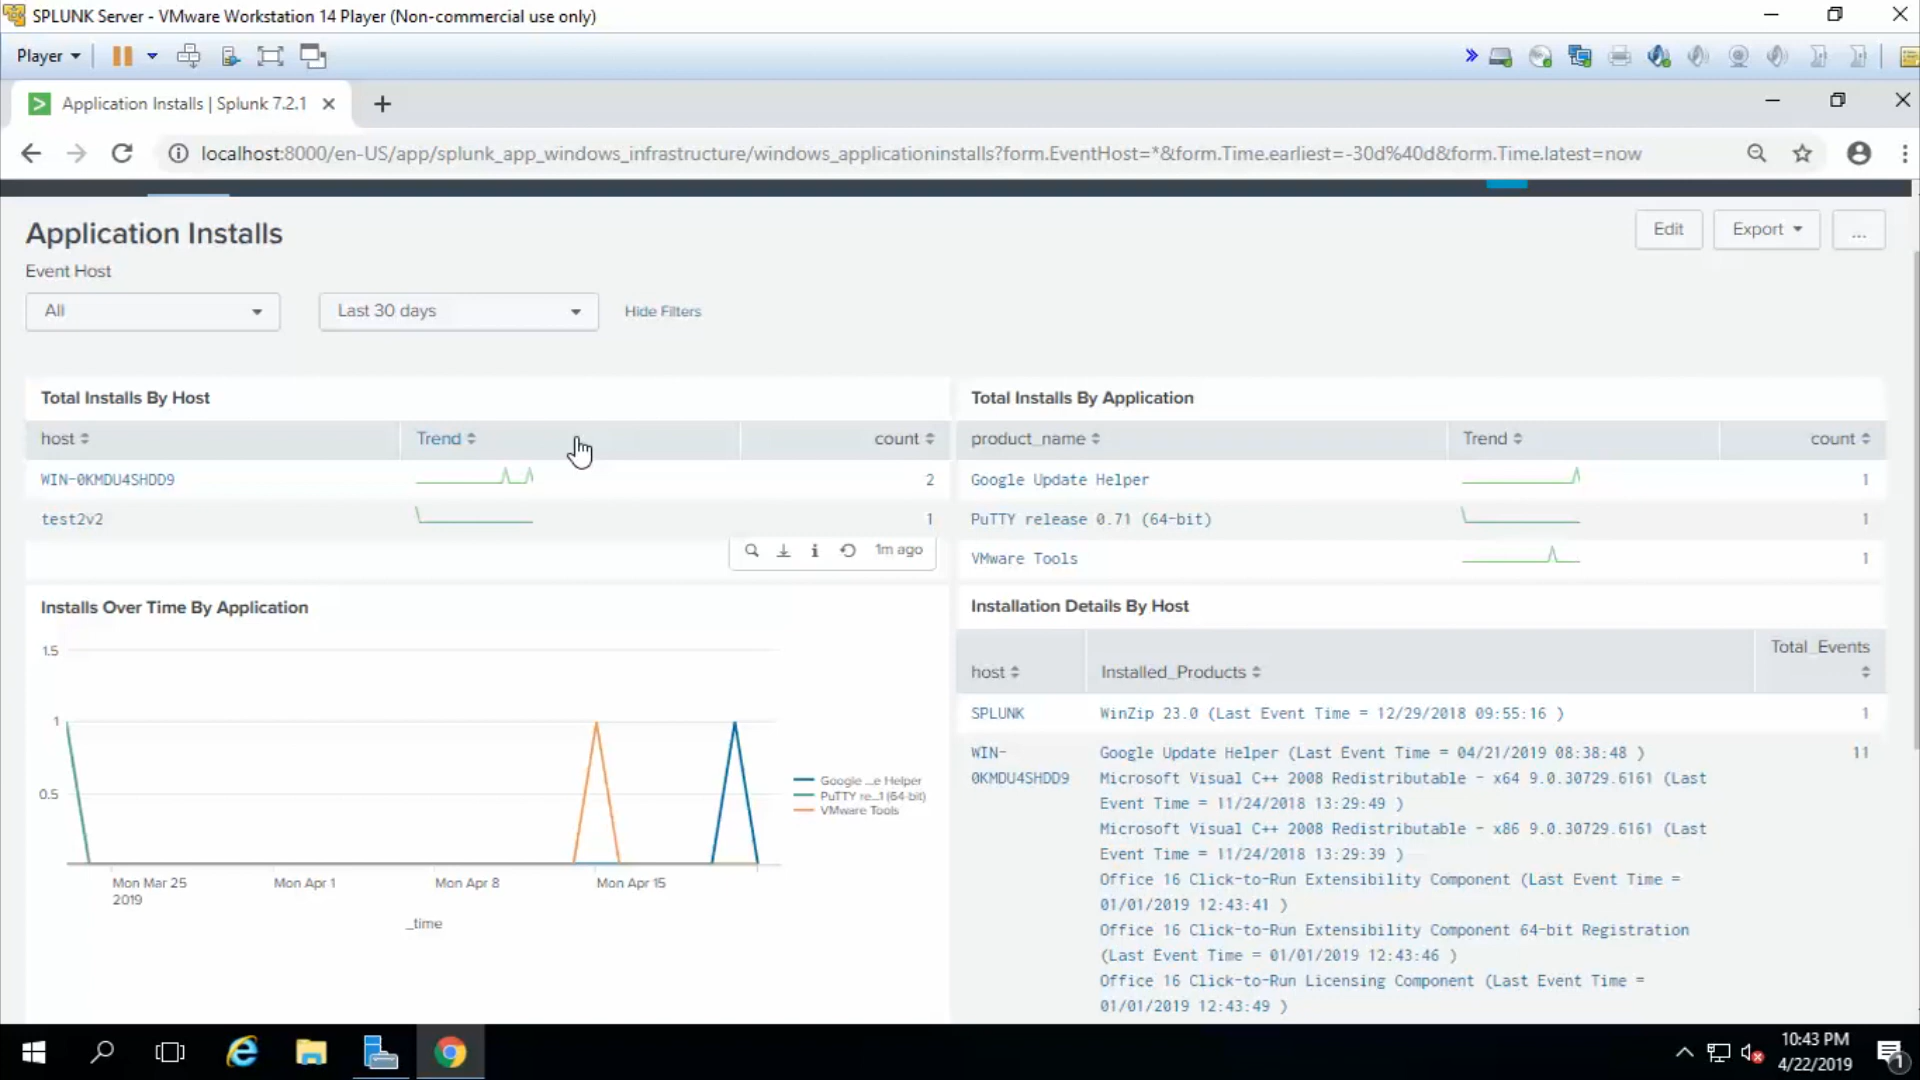 SPLUNK Server - VMware Workstation 14 Player (Non-commercial use only)
Player
Application Installs | Splunk 7.2.1
localhost:8000/en-US/app/splunk_app_windows_infrastructure/windows_applicationinstalls?form.EventHost=*&form.Time.earliest=-30d%40d&form.Time.latest=now
Application Installs
Edit
Export
...
Event Host
All
Last 30 days
Hide Filters
Total Installs By Host
host
Trend
count
WIN-0KMDU4SHDD9
2
test2v2
1
1m ago
Total Installs By Application
product_name
Trend
count
Google Update Helper
1
PuTTY release 0.71 (64-bit)
1
VMware Tools
1
Installs Over Time By Application
1.5
1
0.5
Mon Mar 25
2019
Mon Apr 1
Mon Apr 8
Mon Apr 15
_time
Google ...e Helper
PuTTY re...1 (64-bit)
VMware Tools
Installation Details By Host
host
Installed_Products
Total_Events
SPLUNK
WinZip 23.0 (Last Event Time = 12/29/2018 09:55:16 )
1
WIN-
0KMDU4SHDD9
Google Update Helper (Last Event Time = 04/21/2019 08:38:48 )
11
Microsoft Visual C++ 2008 Redistributable - x64 9.0.30729.6161 (Last
Event Time = 11/24/2018 13:29:49 )
Microsoft Visual C++ 2008 Redistributable - x86 9.0.30729.6161 (Last
Event Time = 11/24/2018 13:29:39 )
Office 16 Click-to-Run Extensibility Component (Last Event Time =
01/01/2019 12:43:41 )
Office 16 Click-to-Run Extensibility Component 64-bit Registration
(Last Event Time = 01/01/2019 12:43:46 )
Office 16 Click-to-Run Licensing Component (Last Event Time =
01/01/2019 12:43:49 )
10:43 PM
4/22/2019
1